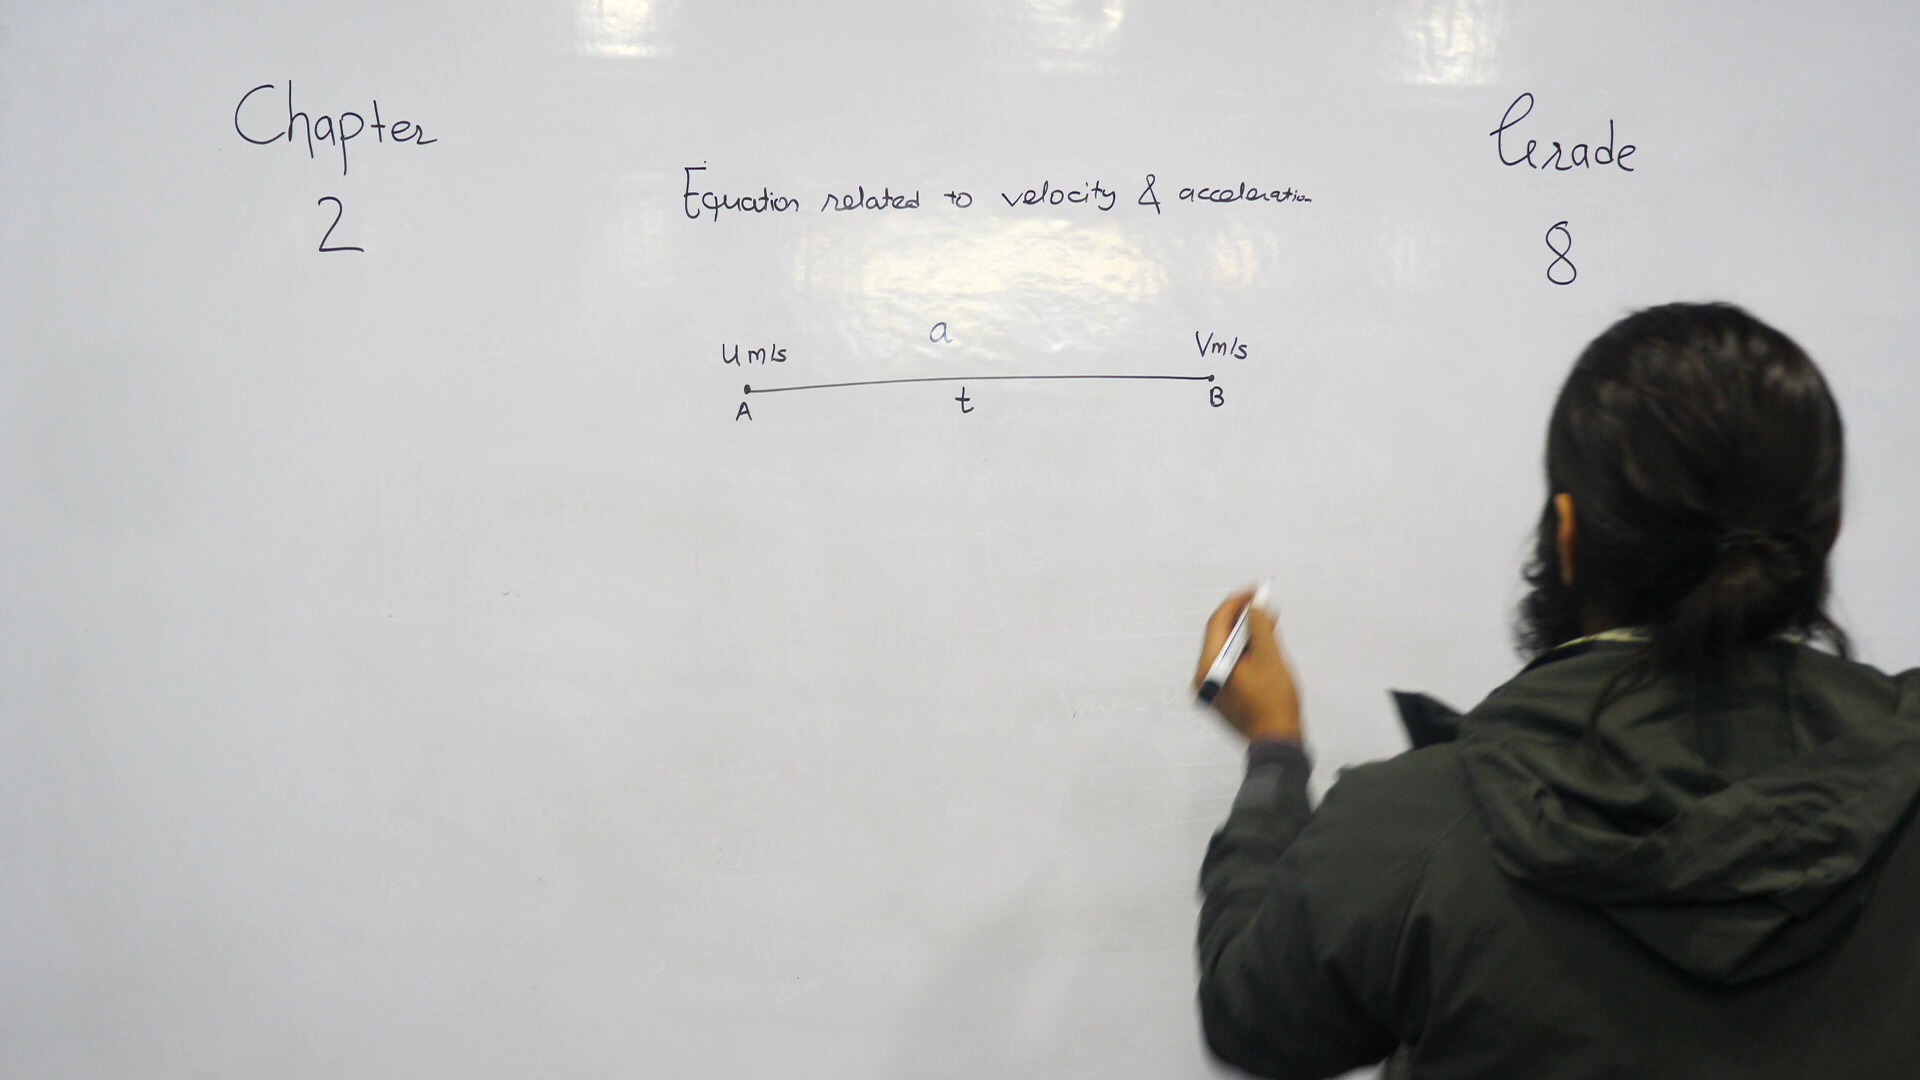 Chapter
2
Grade
8
Equation related to velocity & acceleration
a
U m/s
V m/s
A
t
B